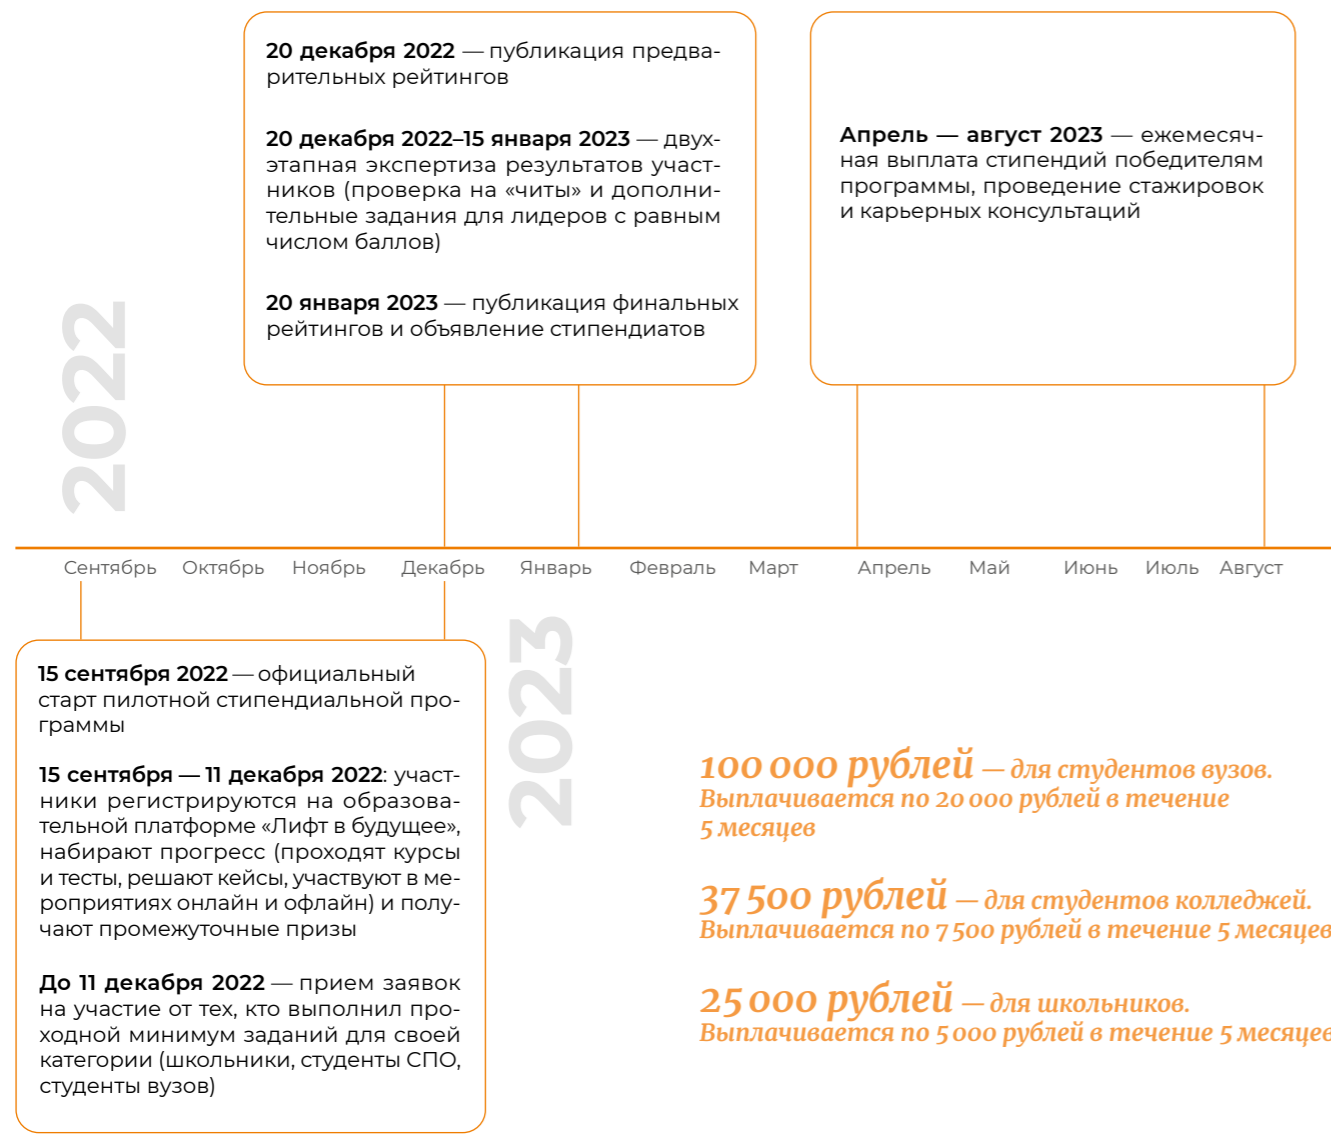 20 декабря 2022 — публикация предва-
рительных рейтингов
20 декабря 2022–15 января 2023 — двух-
этапная экспертиза результатов участ-
ников (проверка на «читы» и дополни-
тельные задания для лидеров с равным
числом баллов)
20 января 2023 — публикация финальных
рейтингов и объявление стипендиатов
Апрель — август 2023 — ежемесяч-
ная выплата стипендий победителям
программы, проведение стажировок
и карьерных консультаций
2022
Сентябрь Октябрь Ноябрь Декабрь Январь Февраль Март Апрель Май Июнь Июль Август
15 сентября 2022 — официальный
старт пилотной стипендиальной про-
граммы
15 сентября — 11 декабря 2022: участ-
ники регистрируются на образова-
тельной платформе «Лифт в будущее»,
набирают прогресс (проходят курсы
и тесты, решают кейсы, участвуют в ме-
роприятиях онлайн и офлайн) и полу-
чают промежуточные призы
До 11 декабря 2022 — прием заявок
на участие от тех, кто выполнил про-
ходной минимум заданий для своей
категории (школьники, студенты СПО,
студенты вузов)
2023
100 000 рублей — для студентов вузов.
Выплачивается по 20 000 рублей в течение
5 месяцев
37 500 рублей — для студентов колледжей.
Выплачивается по 7 500 рублей в течение 5 месяцев
25 000 рублей — для школьников.
Выплачивается по 5 000 рублей в течение 5 месяцев